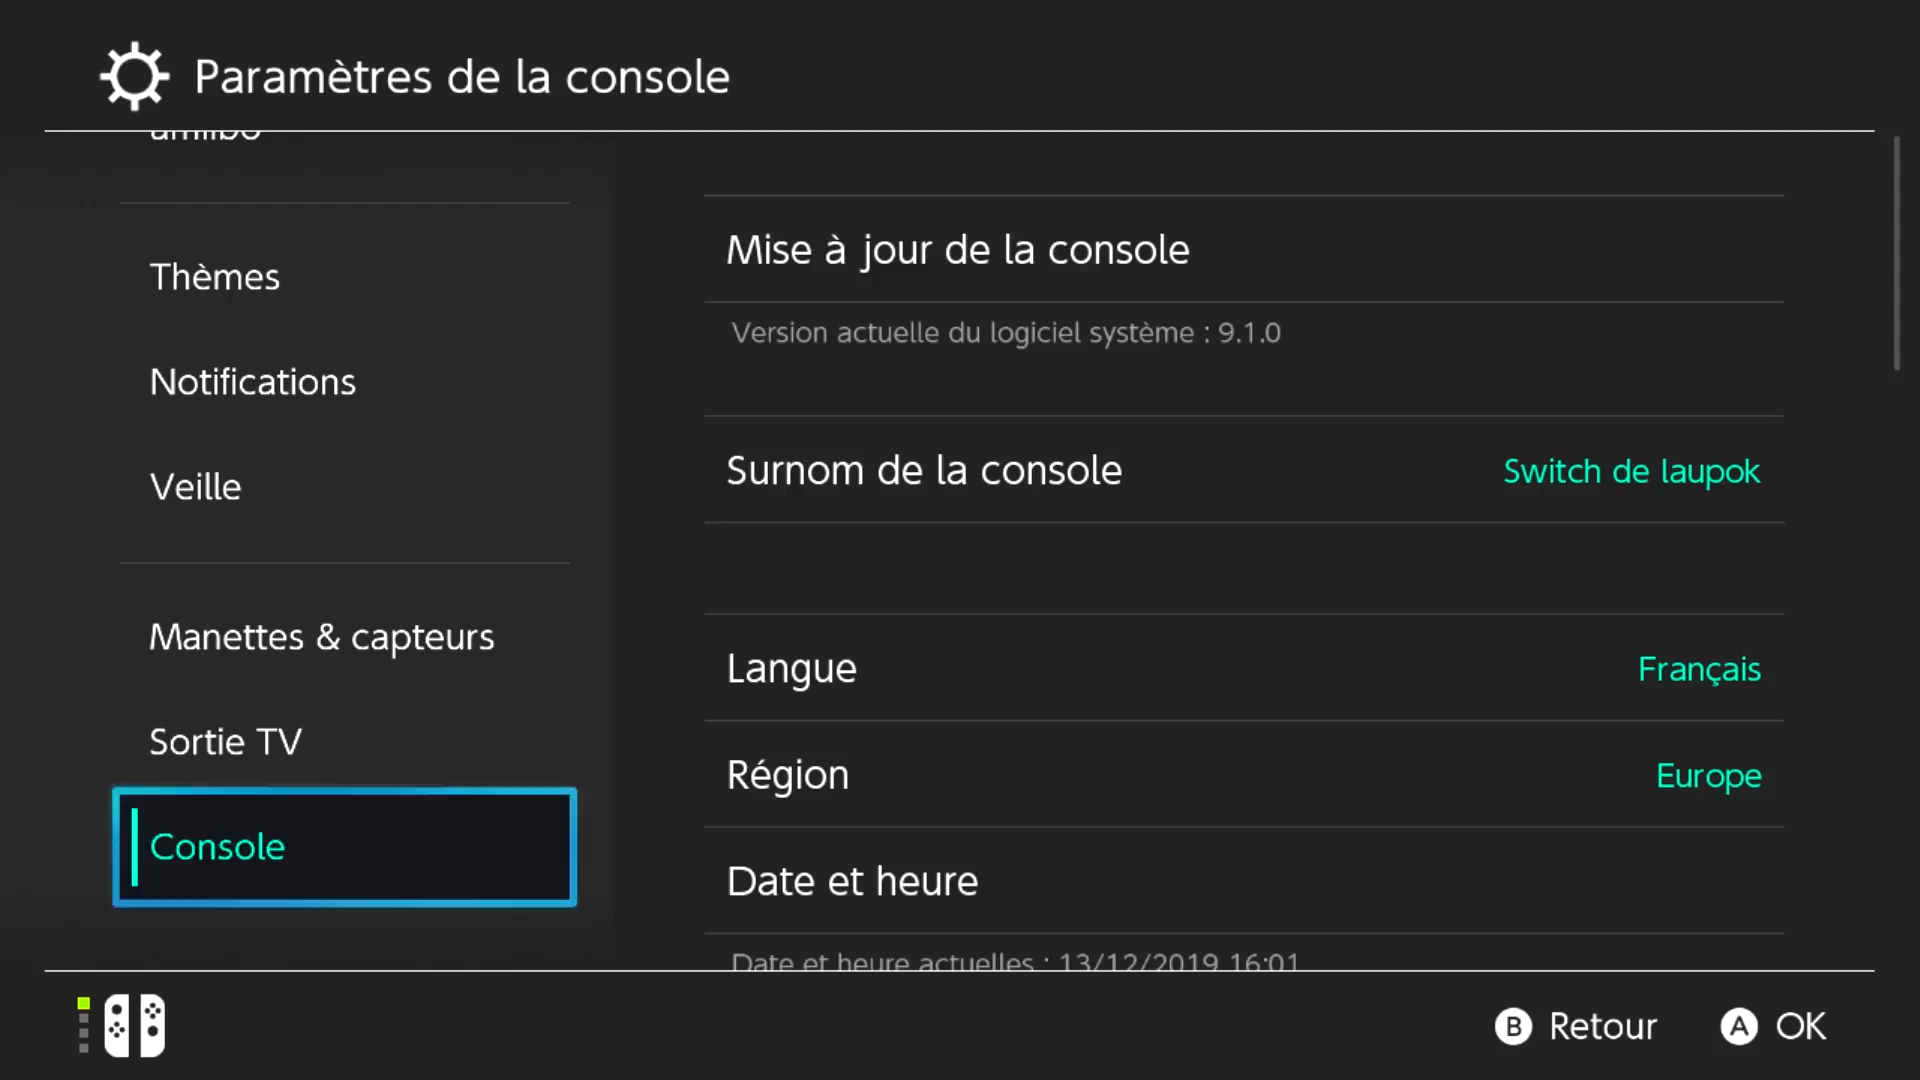 Paramètres de la console
amiibo
Thèmes
Notifications
Veille
Manettes & capteurs
Sortie TV
Console
Mise à jour de la console
Version actuelle du logiciel système : 9.1.0
Surnom de la console
Switch de laupok
Langue
Français
Région
Europe
Date et heure
Date et heure actuelles : 13/12/2019 16:01
B Retour
A OK